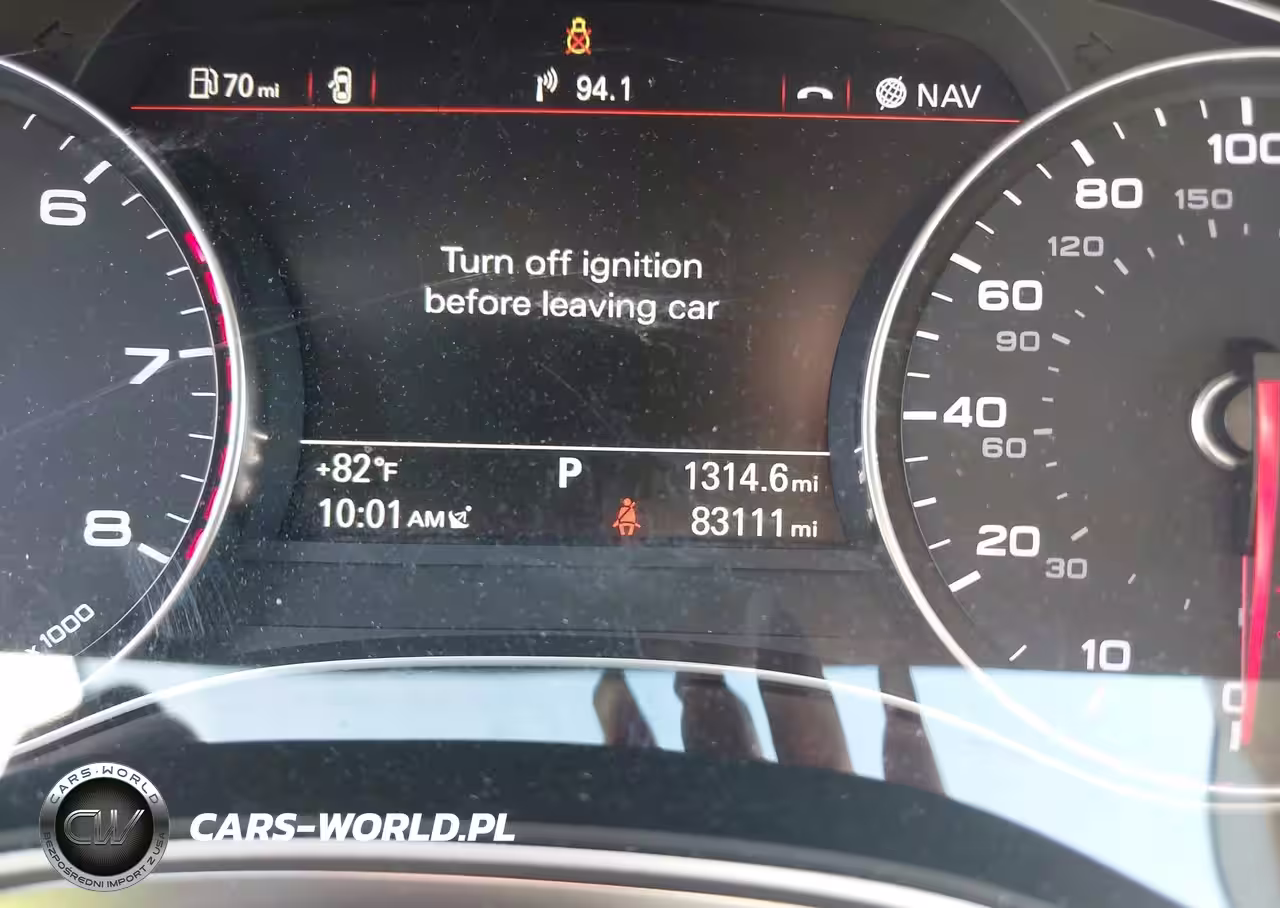 70 mi
94.1
NAV
Turn off ignition
before leaving car
+82°F
P
1314.6 mi
10:01 AM
83111 mi
6
7
8
x 1000
100
80
150
120
60
90
40
60
20
30
10
0
CARS-WORLD
CW
BEZPOŚREDNI IMPORT Z USA
CARS-WORLD.PL